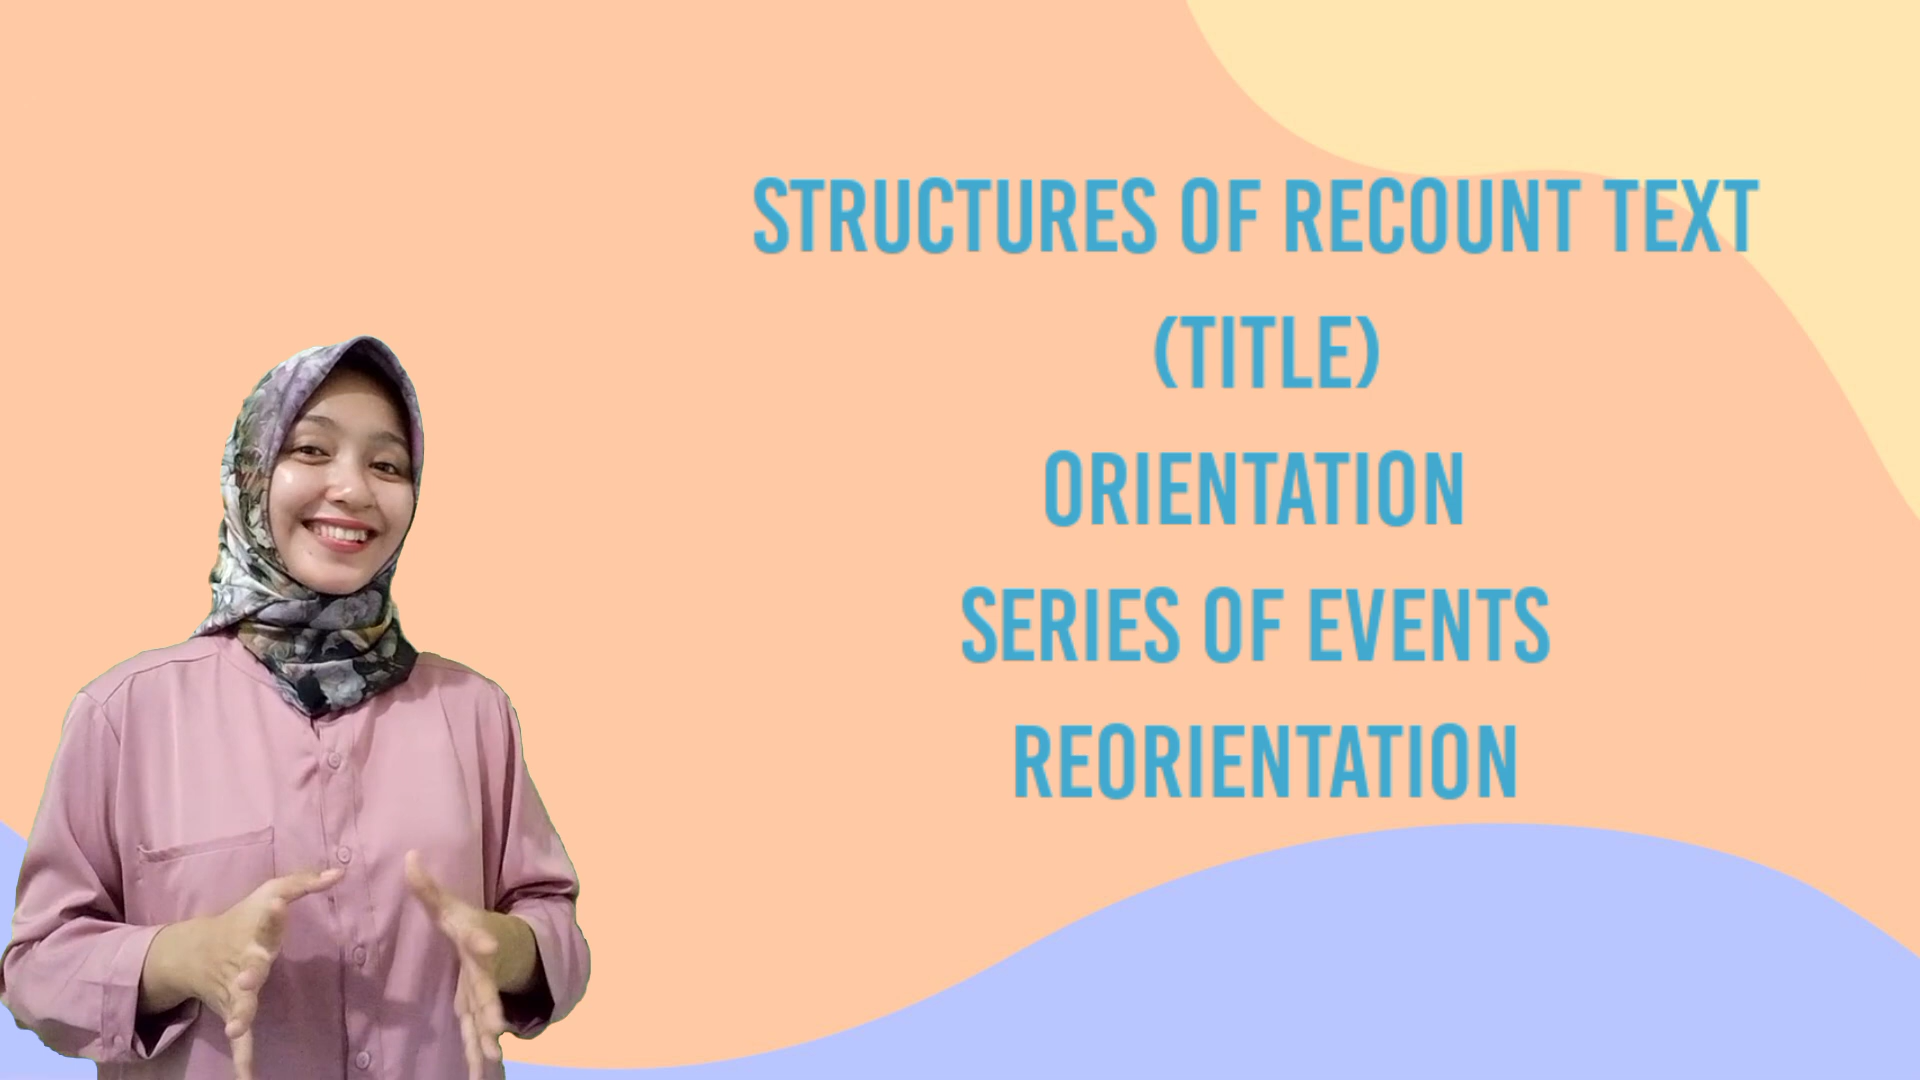 STRUCTURES OF RECOUNT TEXT
(TITLE)
ORIENTATION
SERIES OF EVENTS
REORIENTATION